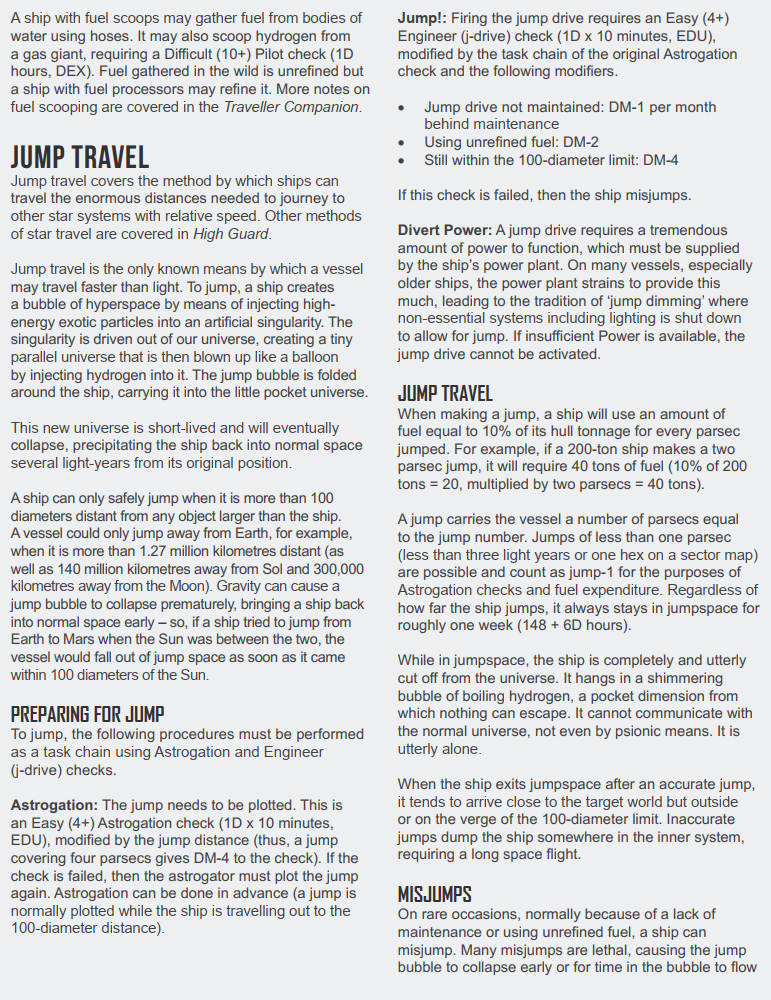 A ship with fuel scoops may gather fuel from bodies of
water using hoses. It may also scoop hydrogen from
a gas giant, requiring a Difficult (10+) Pilot check (1D
hours, DEX). Fuel gathered in the wild is unrefined but
a ship with fuel processors may refine it. More notes on
fuel scooping are covered in the Traveller Companion.
JUMP TRAVEL
Jump travel covers the method by which ships can
travel the enormous distances needed to journey to
other star systems with relative speed. Other methods
of star travel are covered in High Guard.
Jump travel is the only known means by which a vessel
may travel faster than light. To jump, a ship creates
a bubble of hyperspace by means of injecting high-
energy exotic particles into an artificial singularity. The
singularity is driven out of our universe, creating a tiny
parallel universe that is then blown up like a balloon
by injecting hydrogen into it. The jump bubble is folded
around the ship, carrying it into the little pocket universe.
This new universe is short-lived and will eventually
collapse, precipitating the ship back into normal space
several light-years from its original position.
A ship can only safely jump when it is more than 100
diameters distant from any object larger than the ship.
A vessel could only jump away from Earth, for example,
when it is more than 1.27 million kilometres distant (as
well as 140 million kilometres away from Sol and 300,000
kilometres away from the Moon). Gravity can cause a
jump bubble to collapse prematurely, bringing a ship back
into normal space early – so, if a ship tried to jump from
Earth to Mars when the Sun was between the two, the
vessel would fall out of jump space as soon as it came
within 100 diameters of the Sun.
PREPARING FOR JUMP
To jump, the following procedures must be performed
as a task chain using Astrogation and Engineer
(j-drive) checks.
Astrogation: The jump needs to be plotted. This is
an Easy (4+) Astrogation check (1D x 10 minutes,
EDU), modified by the jump distance (thus, a jump
covering four parsecs gives DM-4 to the check). If the
check is failed, then the astrogator must plot the jump
again. Astrogation can be done in advance (a jump is
normally plotted while the ship is travelling out to the
100-diameter distance).
Jump!: Firing the jump drive requires an Easy (4+)
Engineer (j-drive) check (1D x 10 minutes, EDU),
modified by the task chain of the original Astrogation
check and the following modifiers.
• Jump drive not maintained: DM-1 per month
behind maintenance
• Using unrefined fuel: DM-2
• Still within the 100-diameter limit: DM-4
If this check is failed, then the ship misjumps.
Divert Power: A jump drive requires a tremendous
amount of power to function, which must be supplied
by the ship's power plant. On many vessels, especially
older ships, the power plant strains to provide this
much, leading to the tradition of 'jump dimming' where
non-essential systems including lighting is shut down
to allow for jump. If insufficient Power is available, the
jump drive cannot be activated.
JUMP TRAVEL
When making a jump, a ship will use an amount of
fuel equal to 10% of its hull tonnage for every parsec
jumped. For example, if a 200-ton ship makes a two
parsec jump, it will require 40 tons of fuel (10% of 200
tons = 20, multiplied by two parsecs = 40 tons).
A jump carries the vessel a number of parsecs equal
to the jump number. Jumps of less than one parsec
(less than three light years or one hex on a sector map)
are possible and count as jump-1 for the purposes of
Astrogation checks and fuel expenditure. Regardless of
how far the ship jumps, it always stays in jumpspace for
roughly one week (148 + 6D hours).
While in jumpspace, the ship is completely and utterly
cut off from the universe. It hangs in a shimmering
bubble of boiling hydrogen, a pocket dimension from
which nothing can escape. It cannot communicate with
the normal universe, not even by psionic means. It is
utterly alone.
When the ship exits jumpspace after an accurate jump,
it tends to arrive close to the target world but outside
or on the verge of the 100-diameter limit. Inaccurate
jumps dump the ship somewhere in the inner system,
requiring a long space flight.
MISJUMPS
On rare occasions, normally because of a lack of
maintenance or using unrefined fuel, a ship can
misjump. Many misjumps are lethal, causing the jump
bubble to collapse early or for time in the bubble to flow